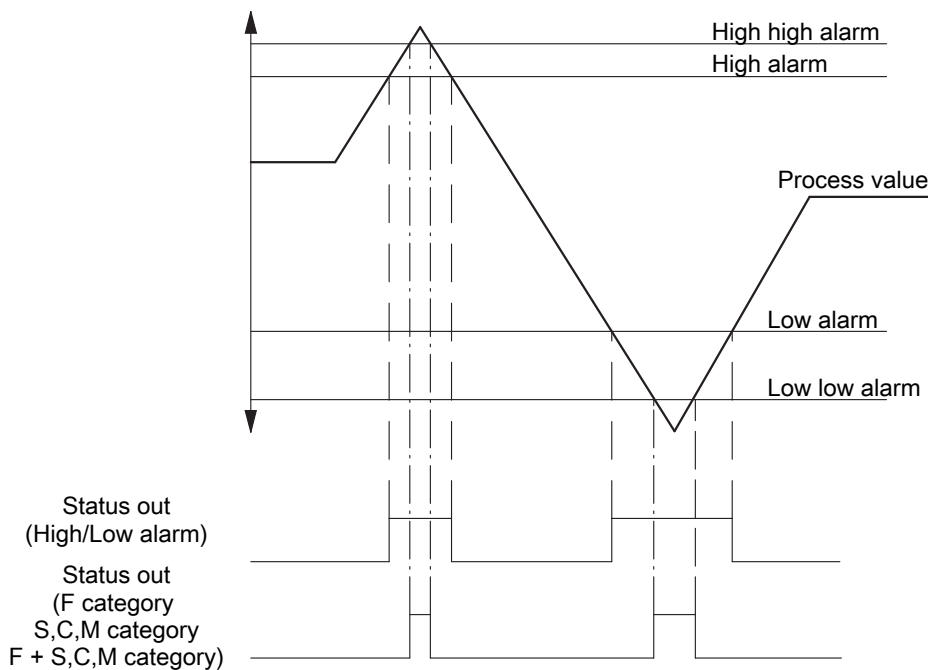 High high alarm
High alarm
Process value
Low alarm
Low low alarm
Status out
(High/Low alarm)
Status out
(F category
S,C,M category
F + S,C,M category)